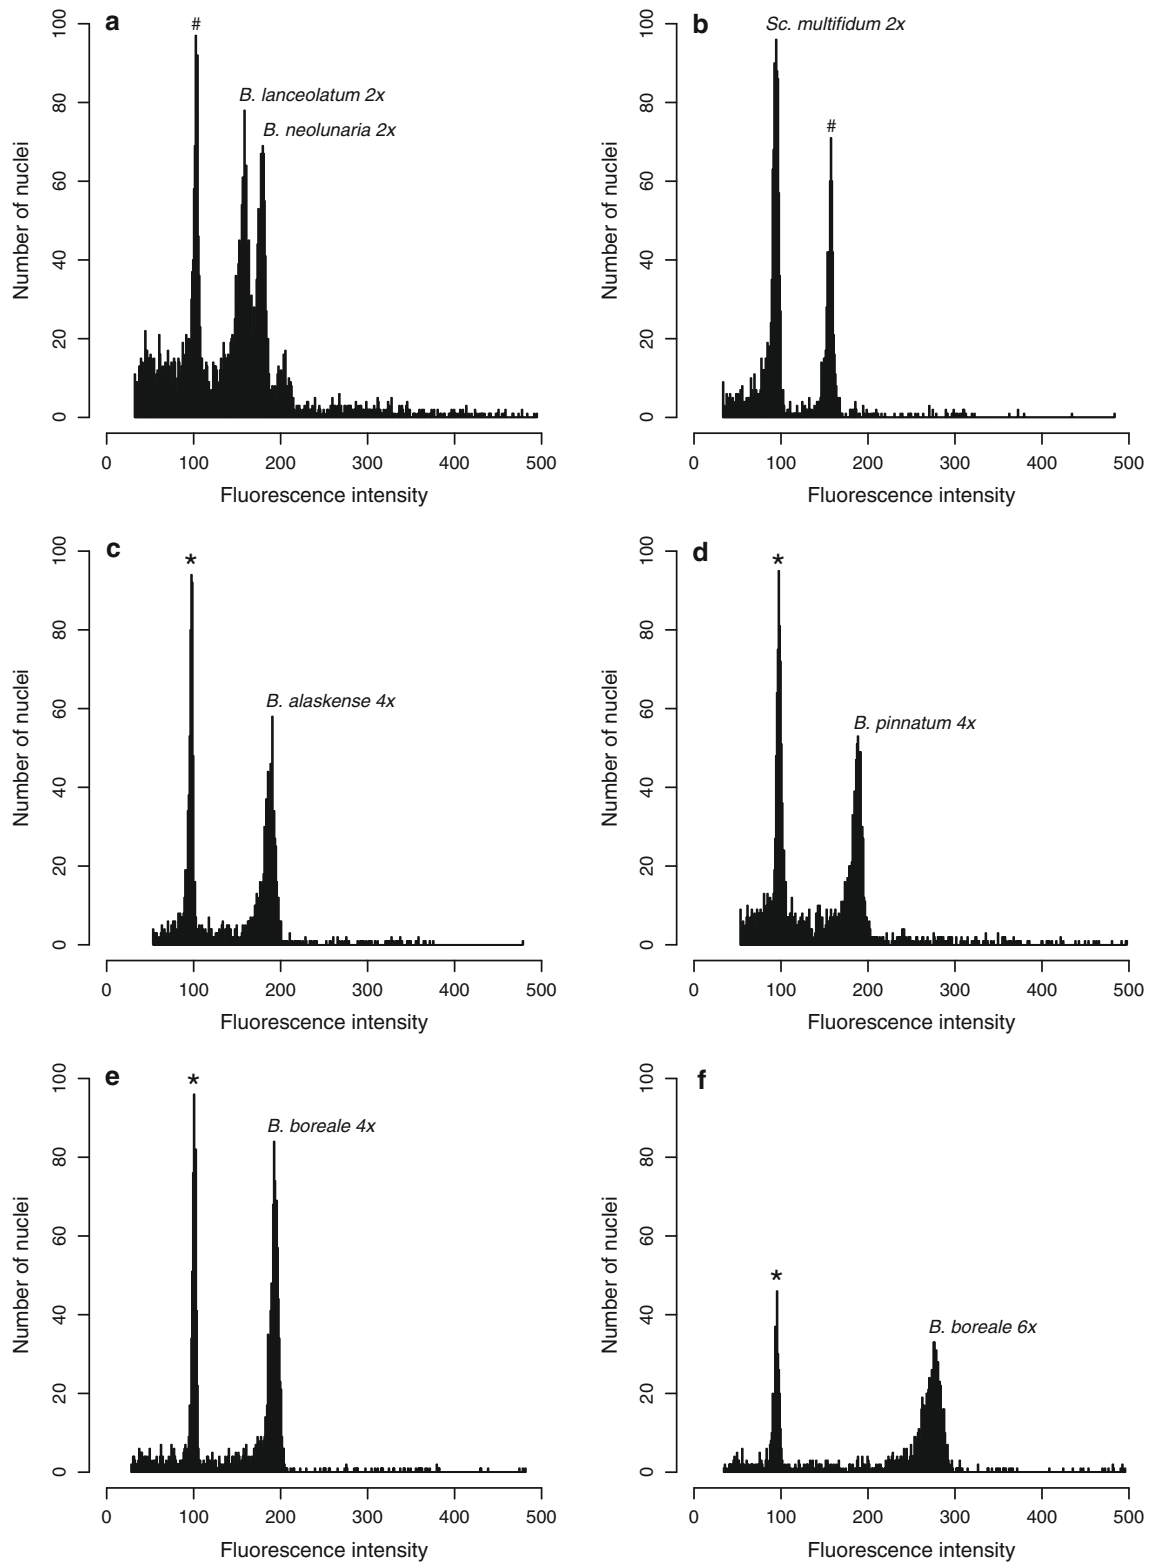 a
#
B. lanceolatum 2x
B. neolunaria 2x
Number of nuclei
0 20 40 60 80 100
0 100 200 300 400 500
Fluorescence intensity
b
Sc. multifidum 2x
#
Number of nuclei
0 20 40 60 80 100
0 100 200 300 400 500
Fluorescence intensity
c
*
B. alaskense 4x
Number of nuclei
0 20 40 60 80 100
0 100 200 300 400 500
Fluorescence intensity
d
*
B. pinnatum 4x
Number of nuclei
0 20 40 60 80 100
0 100 200 300 400 500
Fluorescence intensity
e
*
B. boreale 4x
Number of nuclei
0 20 40 60 80 100
0 100 200 300 400 500
Fluorescence intensity
f
*
B. boreale 6x
Number of nuclei
0 20 40 60 80 100
0 100 200 300 400 500
Fluorescence intensity